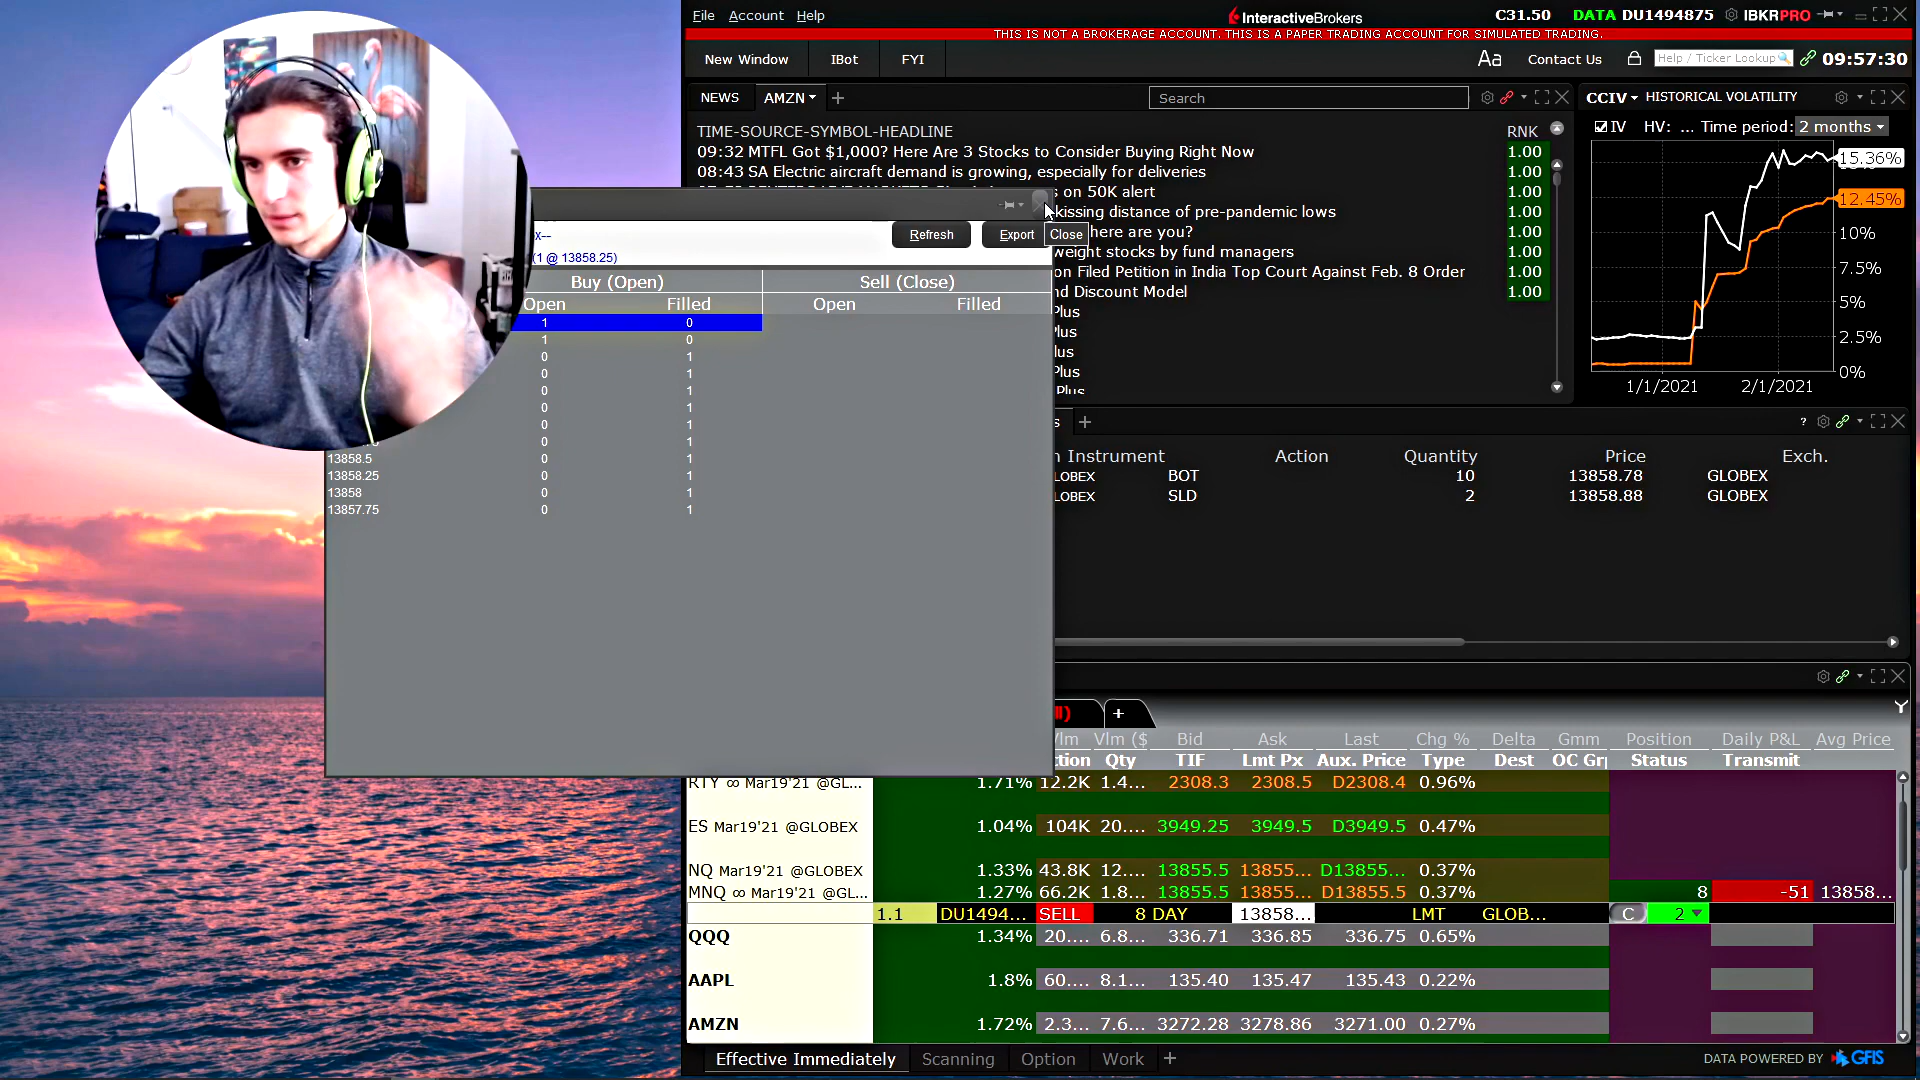 File Account Help
InteractiveBrokers
C31.50 DATA DU1494875 IBKRPRO
THIS IS NOT A BROKERAGE ACCOUNT. THIS IS A PAPER TRADING ACCOUNT FOR SIMULATED TRADING.
New Window IBot FYI
Aa Contact Us Help / Ticker Lookup 09:57:30
NEWS AMZN + Search
CCIV HISTORICAL VOLATILITY
IV HV: ... Time period: 2 months
TIME-SOURCE-SYMBOL-HEADLINE RNK
09:32 MTFL Got $1,000? Here Are 3 Stocks to Consider Buying Right Now 1.00
08:43 SA Electric aircraft demand is growing, especially for deliveries 1.00
s on 50K alert 1.00
kissing distance of pre-pandemic lows 1.00
here are you? 1.00
weight stocks by fund managers 1.00
on Filed Petition in India Top Court Against Feb. 8 Order 1.00
nd Discount Model 1.00
Plus
Plus
lus
Plus
Plus
15.36%
12.45%
10%
7.5%
5%
2.5%
0%
1/1/2021 2/1/2021
x--
Refresh Export Close
(1 @ 13858.25)
Buy (Open) Sell (Close)
Open Filled Open Filled
1 0
1 0
0 1
0 1
0 1
0 1
0 1
0 1
13858.5 0 1
13858.25 0 1
13858 0 1
13857.75 0 1
s + ?
n Instrument Action Quantity Price Exch.
LOBEX BOT 10 13858.78 GLOBEX
LOBEX SLD 2 13858.88 GLOBEX
+
Vlm Vlm ($ Bid Ask Last Chg % Delta Gmm Position Daily P&L Avg Price
tion Qty TIF Lmt Px Aux. Price Type Dest OC Grp Status Transmit
RTY ∞ Mar19'21 @GL... 1.71% 12.2K 1.4... 2308.3 2308.5 D2308.4 0.96%
ES Mar19'21 @GLOBEX 1.04% 104K 20.... 3949.25 3949.5 D3949.5 0.47%
NQ Mar19'21 @GLOBEX 1.33% 43.8K 12.... 13855.5 13855... D13855... 0.37%
MNQ ∞ Mar19'21 @GL... 1.27% 66.2K 1.8... 13855.5 13855... D13855.5 0.37% 8 -51 13858...
1.1 DU1494... SELL 8 DAY 13858... LMT GLOB... C 2
QQQ 1.34% 20.... 6.8... 336.71 336.85 336.75 0.65%
AAPL 1.8% 60.... 8.1... 135.40 135.47 135.43 0.22%
AMZN 1.72% 2.3... 7.6... 3272.28 3278.86 3271.00 0.27%
Effective Immediately Scanning Option Work +
DATA POWERED BY GFIS